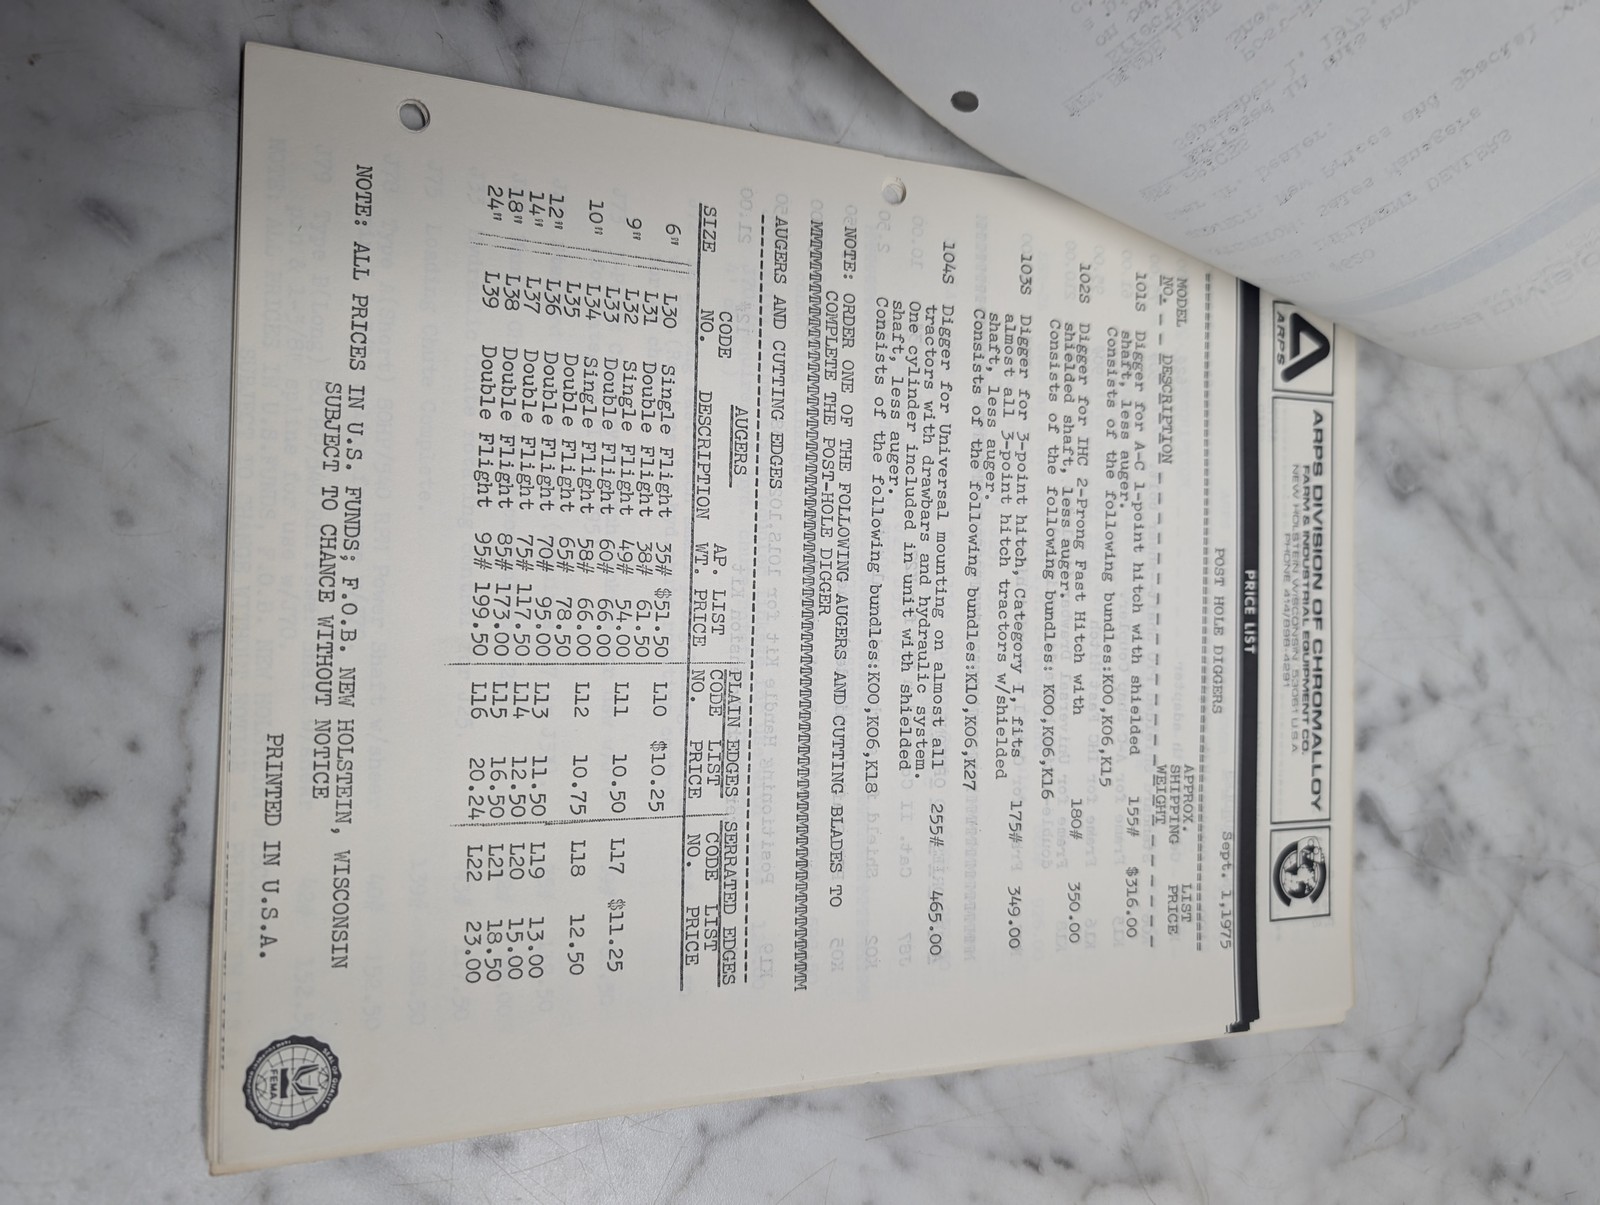 ARPS
ARPS DIVISION OF CHROMALLOY
FARM & INDUSTRIAL EQUIPMENT CO.
NEW HOLSTEIN, WISCONSIN 53061 U.S.A.
PHONE 414/898-4291
PRICE LIST
POST HOLE DIGGERS Sept. 1,1975
MODEL APPROX. LIST
NO. DESCRIPTION SHIPPING PRICE
WEIGHT
101S Digger for A-C 1-point hitch with shielded 155# $316.00
shaft, less auger.
Consists of the following bundles:K00,K06,K15
102S Digger for IHC 2-Prong Fast Hitch with 180# 350.00
shielded shaft, less auger.
Consists of the following bundles: K00,K06,K16
103S Digger for 3-point hitch, Category I, fits 175# 349.00
almost all 3-point hitch tractors w/shielded
shaft, less auger.
Consists of the following bundles:K10,K06,K27
104S Digger for Universal mounting on almost all 255# 465.00
tractors with drawbars and hydraulic system.
One cylinder included in unit with shielded
shaft, less auger.
Consists of the following bundles:K00,K06,K18
NOTE: ORDER ONE OF THE FOLLOWING AUGERS AND CUTTING BLADES TO
COMPLETE THE POST-HOLE DIGGER
AUGERS AND CUTTING EDGES
AUGERS PLAIN EDGES SERRATED EDGES
CODE AP. LIST CODE LIST CODE LIST
SIZE NO. DESCRIPTION WT. PRICE NO. PRICE NO. PRICE
6" L30 Single Flight 35# $51.50 L10 $10.25
L31 Double Flight 38# 61.50
9" L32 Single Flight 48# 54.00 L11 10.50 L17 $11.25
L33 Double Flight 60# 66.00
10" L34 Single Flight 58# 66.00 L12 10.75 L18 12.50
L35 Double Flight 65# 78.50
12" L36 Double Flight 70# 95.00 L13 11.50 L19 13.00
14" L37 Double Flight 75# 117.50 L14 12.50 L20 15.00
18" L38 Double Flight 85# 173.00 L15 16.50 L21 18.50
24" L39 Double Flight 95# 199.50 L16 20.24 L22 23.00
NOTE: ALL PRICES IN U.S. FUNDS; F.O.B. NEW HOLSTEIN, WISCONSIN
SUBJECT TO CHANCE WITHOUT NOTICE
PRINTED IN U.S.A.
SEAL OF QUALITY
FEMA